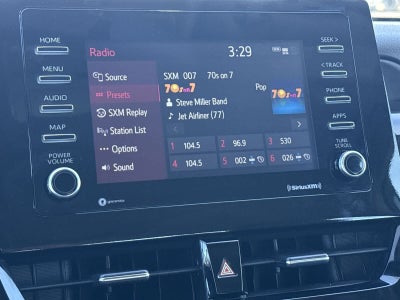 HOME
MENU
AUDIO
MAP
POWER
VOLUME
Radio
3:29
Source
Presets
SXM Replay
Station List
Options
Sound
SXM 007 70s on 7
Pop
Steve Miller Band
Jet Airliner (77)
1 104.5 2 96.9 3 530
4 104.5 5 002 6 026
SEEK >
< TRACK
PHONE
APPS
TUNE
SCROLL
((SiriusXM))